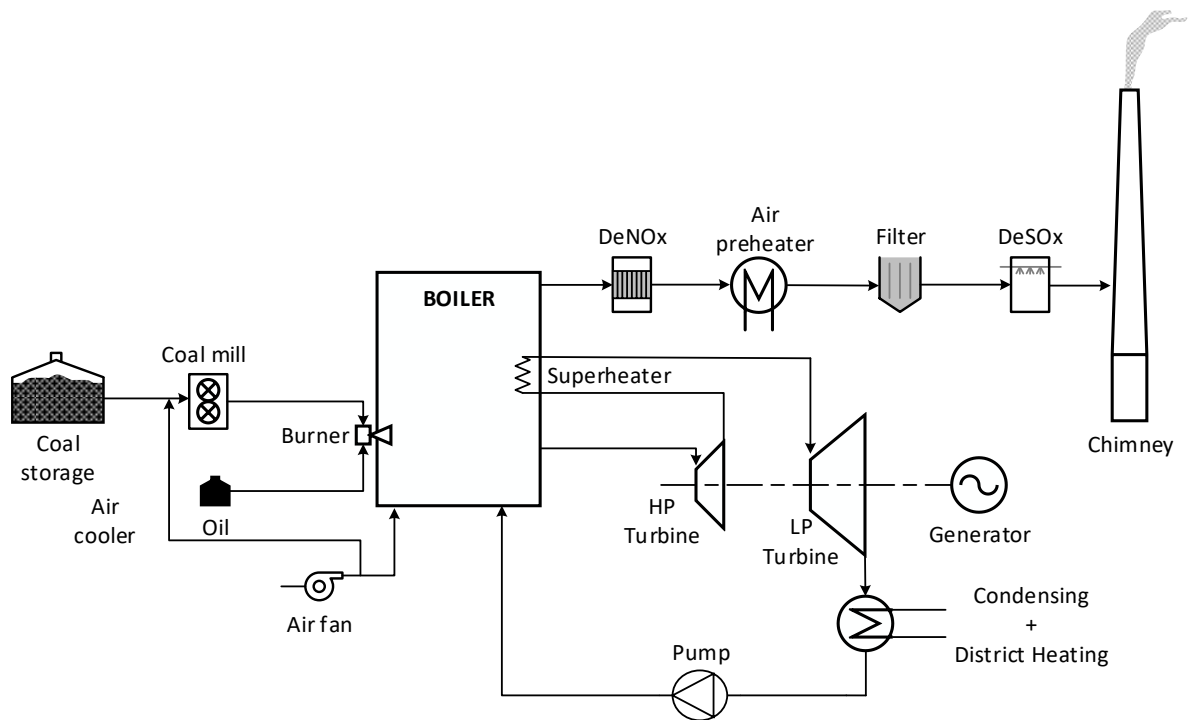 Air
preheater
DeNOx
Filter
DeSOx
BOILER
Coal mill
Superheater
Burner
Coal
storage
Chimney
Air
cooler
Oil
HP
Turbine
LP
Turbine
Generator
Air fan
Condensing
+
District Heating
Pump